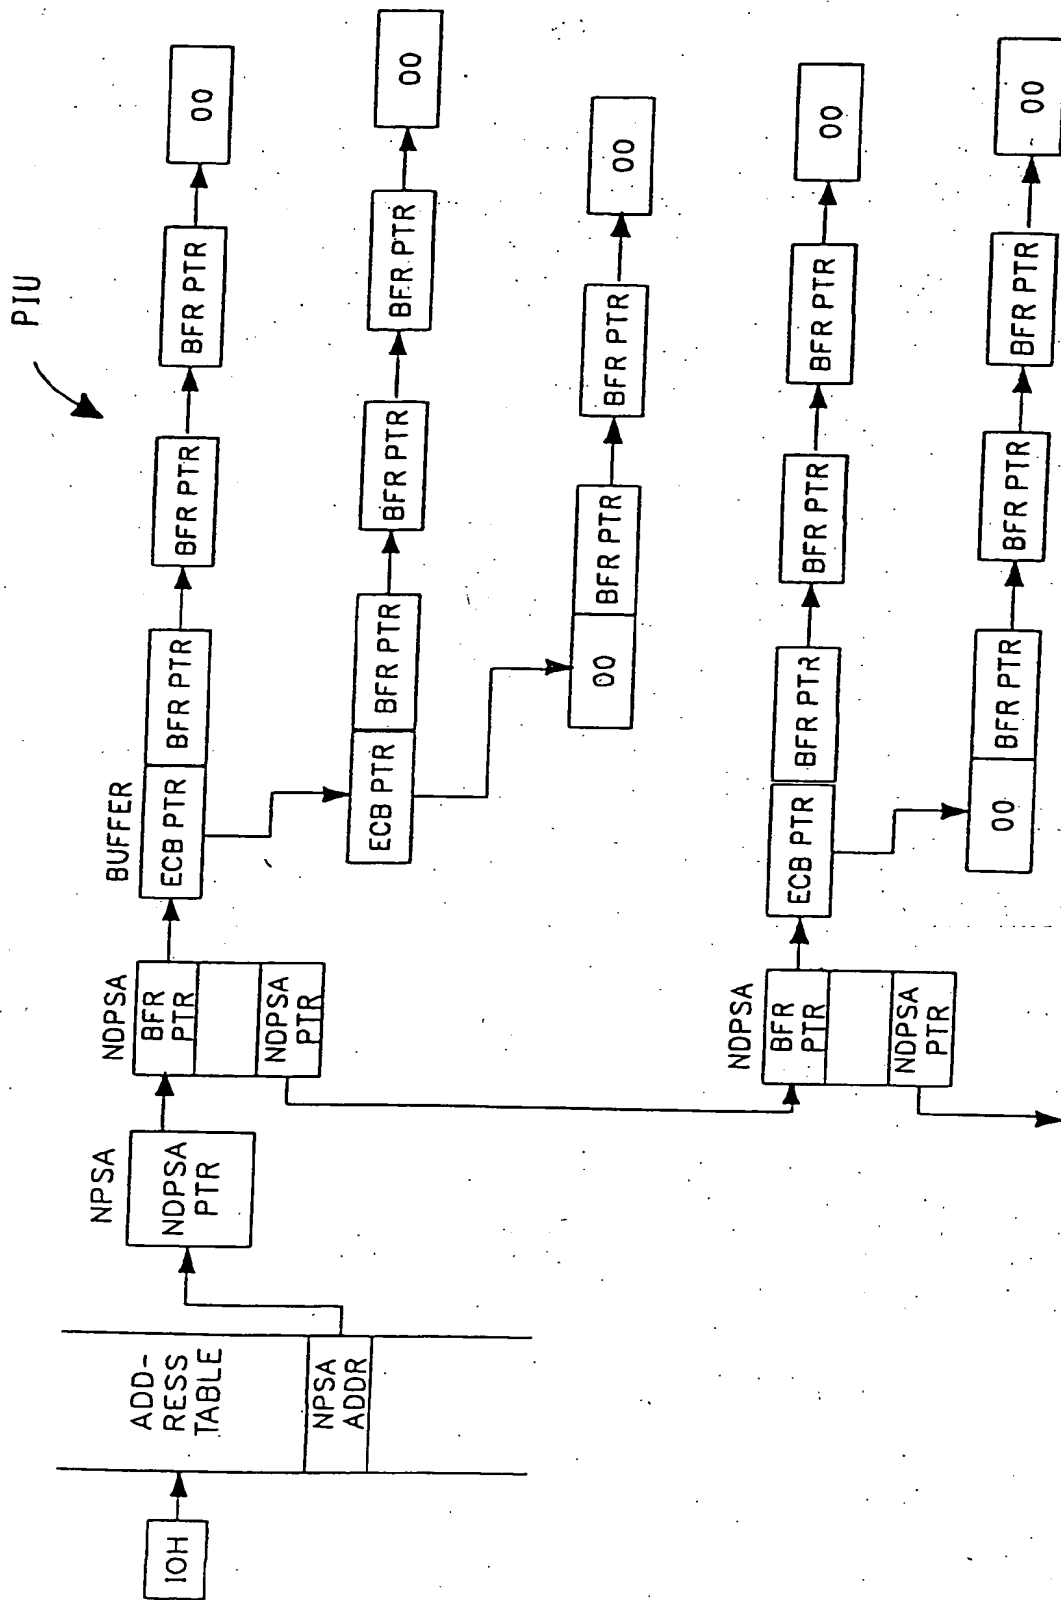 PIU
IOH
ADD-
RESS
TABLE
NPSA
ADDR
NPSA
NDPSA
PTR
NDPSA
BFR
PTR
NDPSA
PTR
BUFFER
ECB PTR
BFR PTR
BFR PTR
BFR PTR
00
ECB PTR
BFR PTR
BFR PTR
BFR PTR
00
00
BFR PTR
BFR PTR
00
NDPSA
BFR
PTR
NDPSA
PTR
ECB PTR
BFR PTR
BFR PTR
BFR PTR
00
00
BFR PTR
BFR PTR
BFR PTR
00